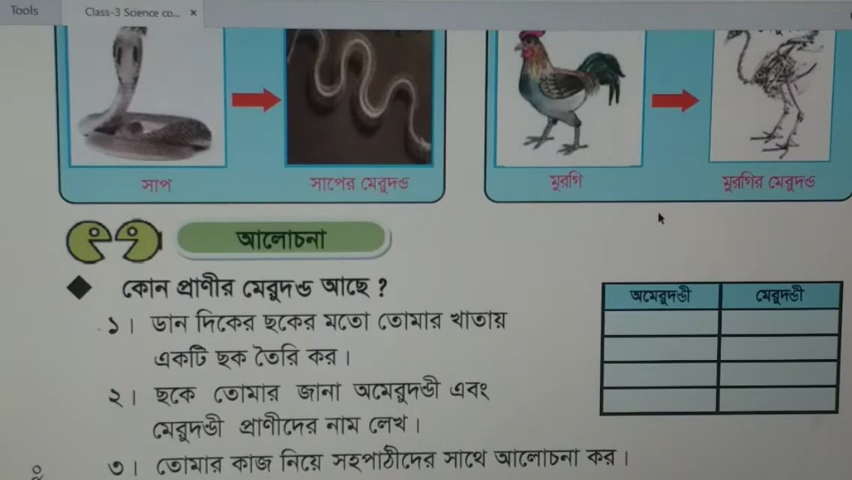 Tools
Class-3 Science co... ×
সাপ
সাপের মেরুদণ্ড
মুরগি
মুরগির মেরুদণ্ড
আলোচনা
কোন প্রাণীর মেরুদণ্ড আছে ?
১। ডান দিকের ছকের মতো তোমার খাতায়
একটি ছক তৈরি কর।
২। ছকে তোমার জানা অমেরুদণ্ডী এবং
মেরুদণ্ডী প্রাণীদের নাম লেখ।
৩। তোমার কাজ নিয়ে সহপাঠীদের সাথে আলোচনা কর।
অমেরুদণ্ডী
মেরুদণ্ডী